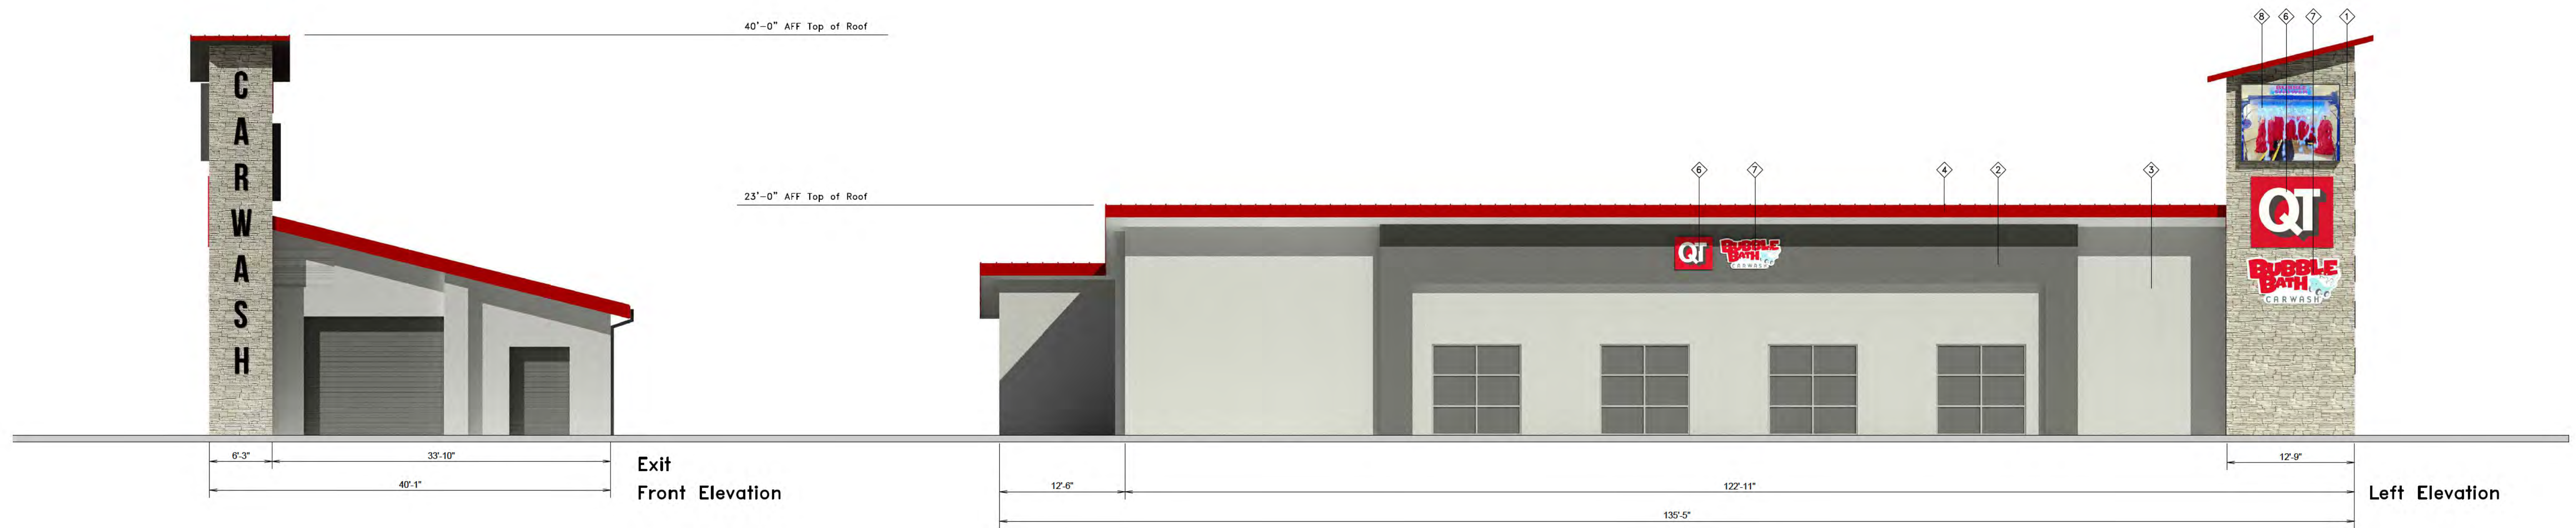 40'-0" AFF Top of Roof
23'-0" AFF Top of Roof
C
A
R
W
A
S
H
6'-3"
33'-10"
40'-1"
Exit
Front Elevation
8
6
7
1
6
7
4
2
3
QT
BUBBLE
BATH
CARWASH
QT
BUBBLE
BATH
CARWASH
12'-6"
122'-11"
12'-9"
135'-5"
Left Elevation